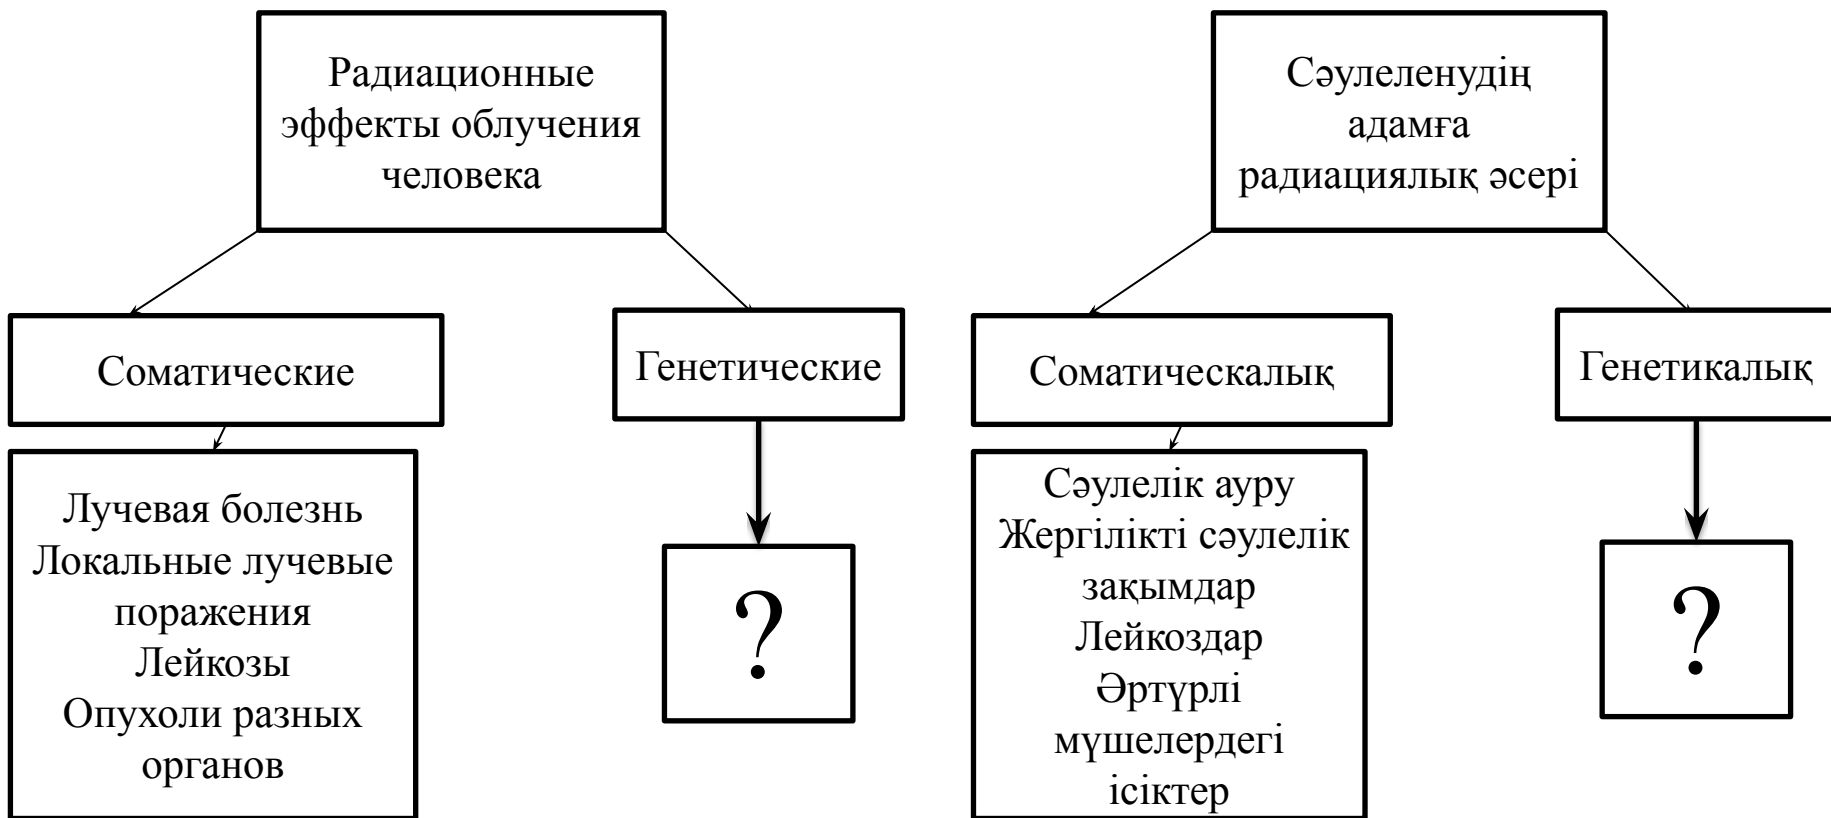 Радиационные
эффекты облучения
человека
Соматические
Генетические
Лучевая болезнь
Локальные лучевые
поражения
Лейкозы
Опухоли разных
органов
?
Сәулеленудің
адамға
радиациялық әсері
Соматическалық
Генетикалық
Сәулелік ауру
Жергілікті сәулелік
зақымдар
Лейкоздар
Әртүрлі
мүшелердегі
ісіктер
?